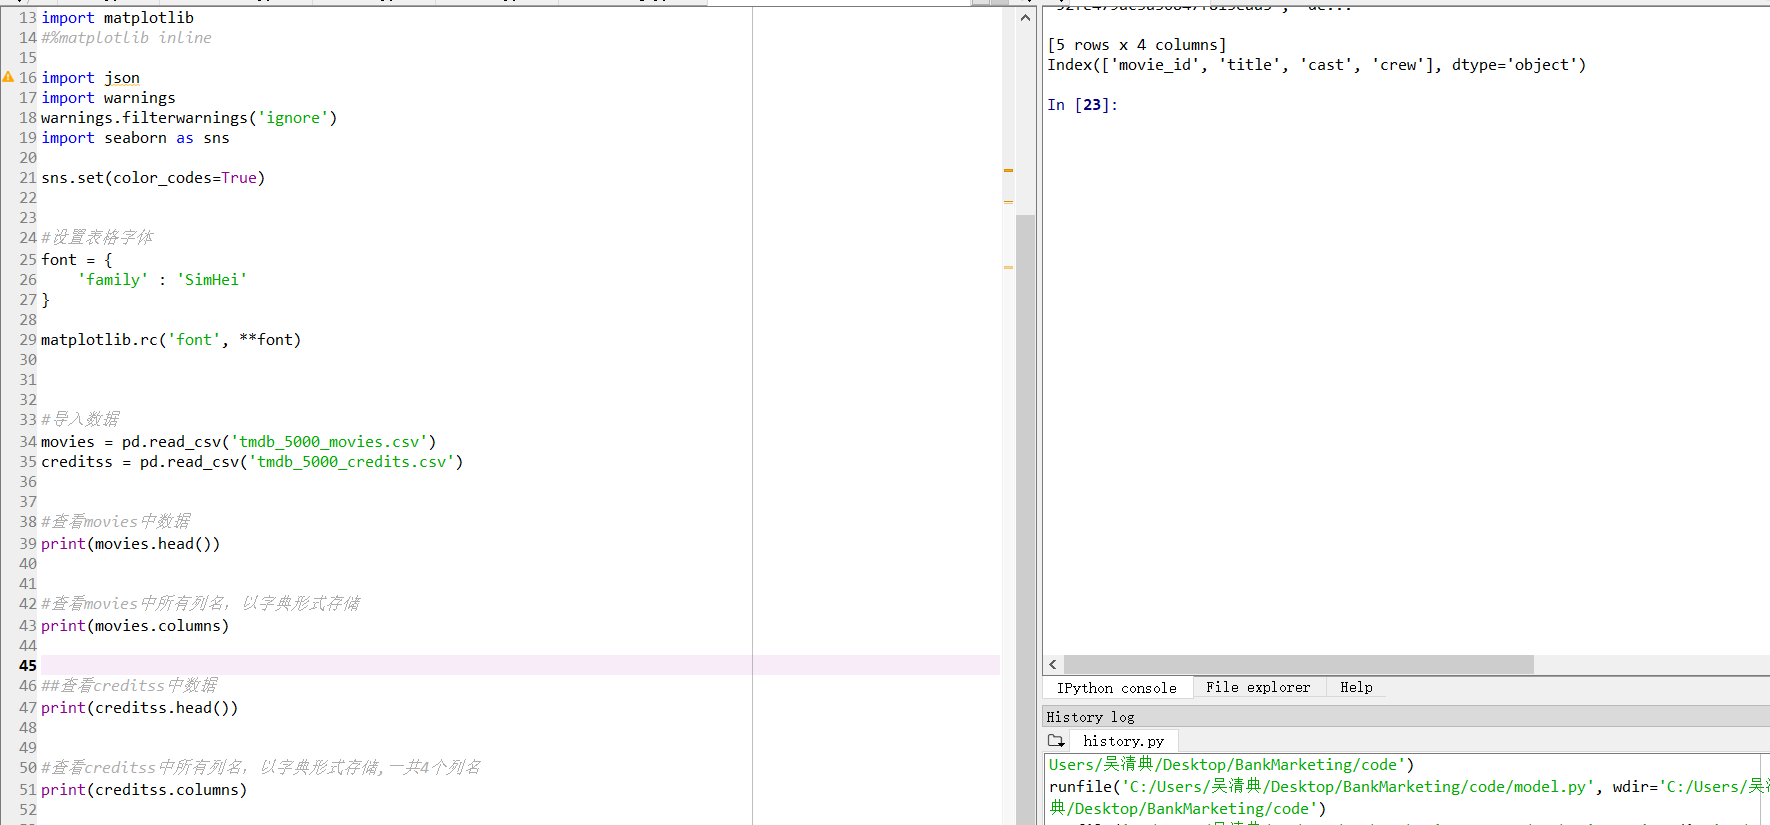 13 import matplotlib
14 #%matplotlib inline
15
16 import json
17 import warnings
18 warnings.filterwarnings('ignore')
19 import seaborn as sns
20
21 sns.set(color_codes=True)
22
23
24 #设置表格字体
25 font = {
26     'family' : 'SimHei'
27 }
28
29 matplotlib.rc('font', **font)
30
31
32
33 #导入数据
34 movies = pd.read_csv('tmdb_5000_movies.csv')
35 creditss = pd.read_csv('tmdb_5000_credits.csv')
36
37
38 #查看movies中数据
39 print(movies.head())
40
41
42 #查看movies中所有列名，以字典形式存储
43 print(movies.columns)
44
45
46 ##查看creditss中数据
47 print(creditss.head())
48
49
50 #查看creditss中所有列名，以字典形式存储,一共4个列名
51 print(creditss.columns)
52
[5 rows x 4 columns]
Index(['movie_id', 'title', 'cast', 'crew'], dtype='object')
In [23]:
IPython console
File explorer
Help
History log
history.py
Users/吴清典/Desktop/BankMarketing/code')
runfile('C:/Users/吴清典/Desktop/BankMarketing/code/model.py', wdir='C:/Users/吴清
典/Desktop/BankMarketing/code')